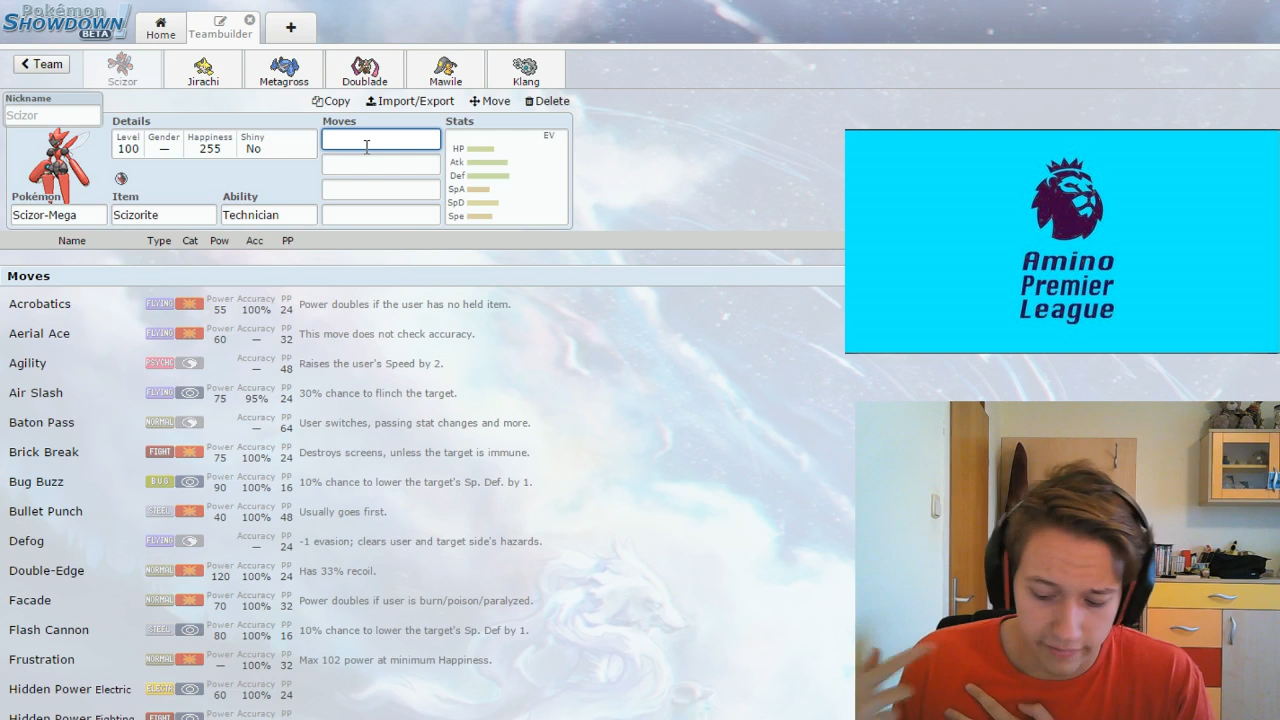 Pokémon
SHOWDOWN!
BETA
Home
Teambuilder
+
< Team
Scizor
Jirachi
Metagross
Doublade
Mawile
Klang
Nickname
Scizor
Copy Import/Export Move Delete
Details
Moves
Stats
Level Gender Happiness Shiny
100 — 255 No
EV
HP
Atk
Def
SpA
SpD
Spe
Pokémon
Item
Ability
Scizor-Mega
Scizorite
Technician
Name Type Cat Pow Acc PP
Moves
Acrobatics FLYING Power 55 Accuracy 100% PP 24 Power doubles if the user has no held item.
Aerial Ace FLYING Power 60 Accuracy — PP 32 This move does not check accuracy.
Agility PSYCHC Accuracy — PP 48 Raises the user's Speed by 2.
Air Slash FLYING Power 75 Accuracy 95% PP 24 30% chance to flinch the target.
Baton Pass NORMAL Accuracy — PP 64 User switches, passing stat changes and more.
Brick Break FIGHT Power 75 Accuracy 100% PP 24 Destroys screens, unless the target is immune.
Bug Buzz BUG Power 90 Accuracy 100% PP 16 10% chance to lower the target's Sp. Def. by 1.
Bullet Punch STEEL Power 40 Accuracy 100% PP 48 Usually goes first.
Defog FLYING Accuracy — PP 24 -1 evasion; clears user and target side's hazards.
Double-Edge NORMAL Power 120 Accuracy 100% PP 24 Has 33% recoil.
Facade NORMAL Power 70 Accuracy 100% PP 32 Power doubles if user is burn/poison/paralyzed.
Flash Cannon STEEL Power 80 Accuracy 100% PP 16 10% chance to lower the target's Sp. Def by 1.
Frustration NORMAL Power — Accuracy 100% PP 32 Max 102 power at minimum Happiness.
Hidden Power Electric ELECTR Power 60 Accuracy 100% PP 24
Hidden Power Fighting FIGHT Power Accuracy PP
Amino
Premier
League